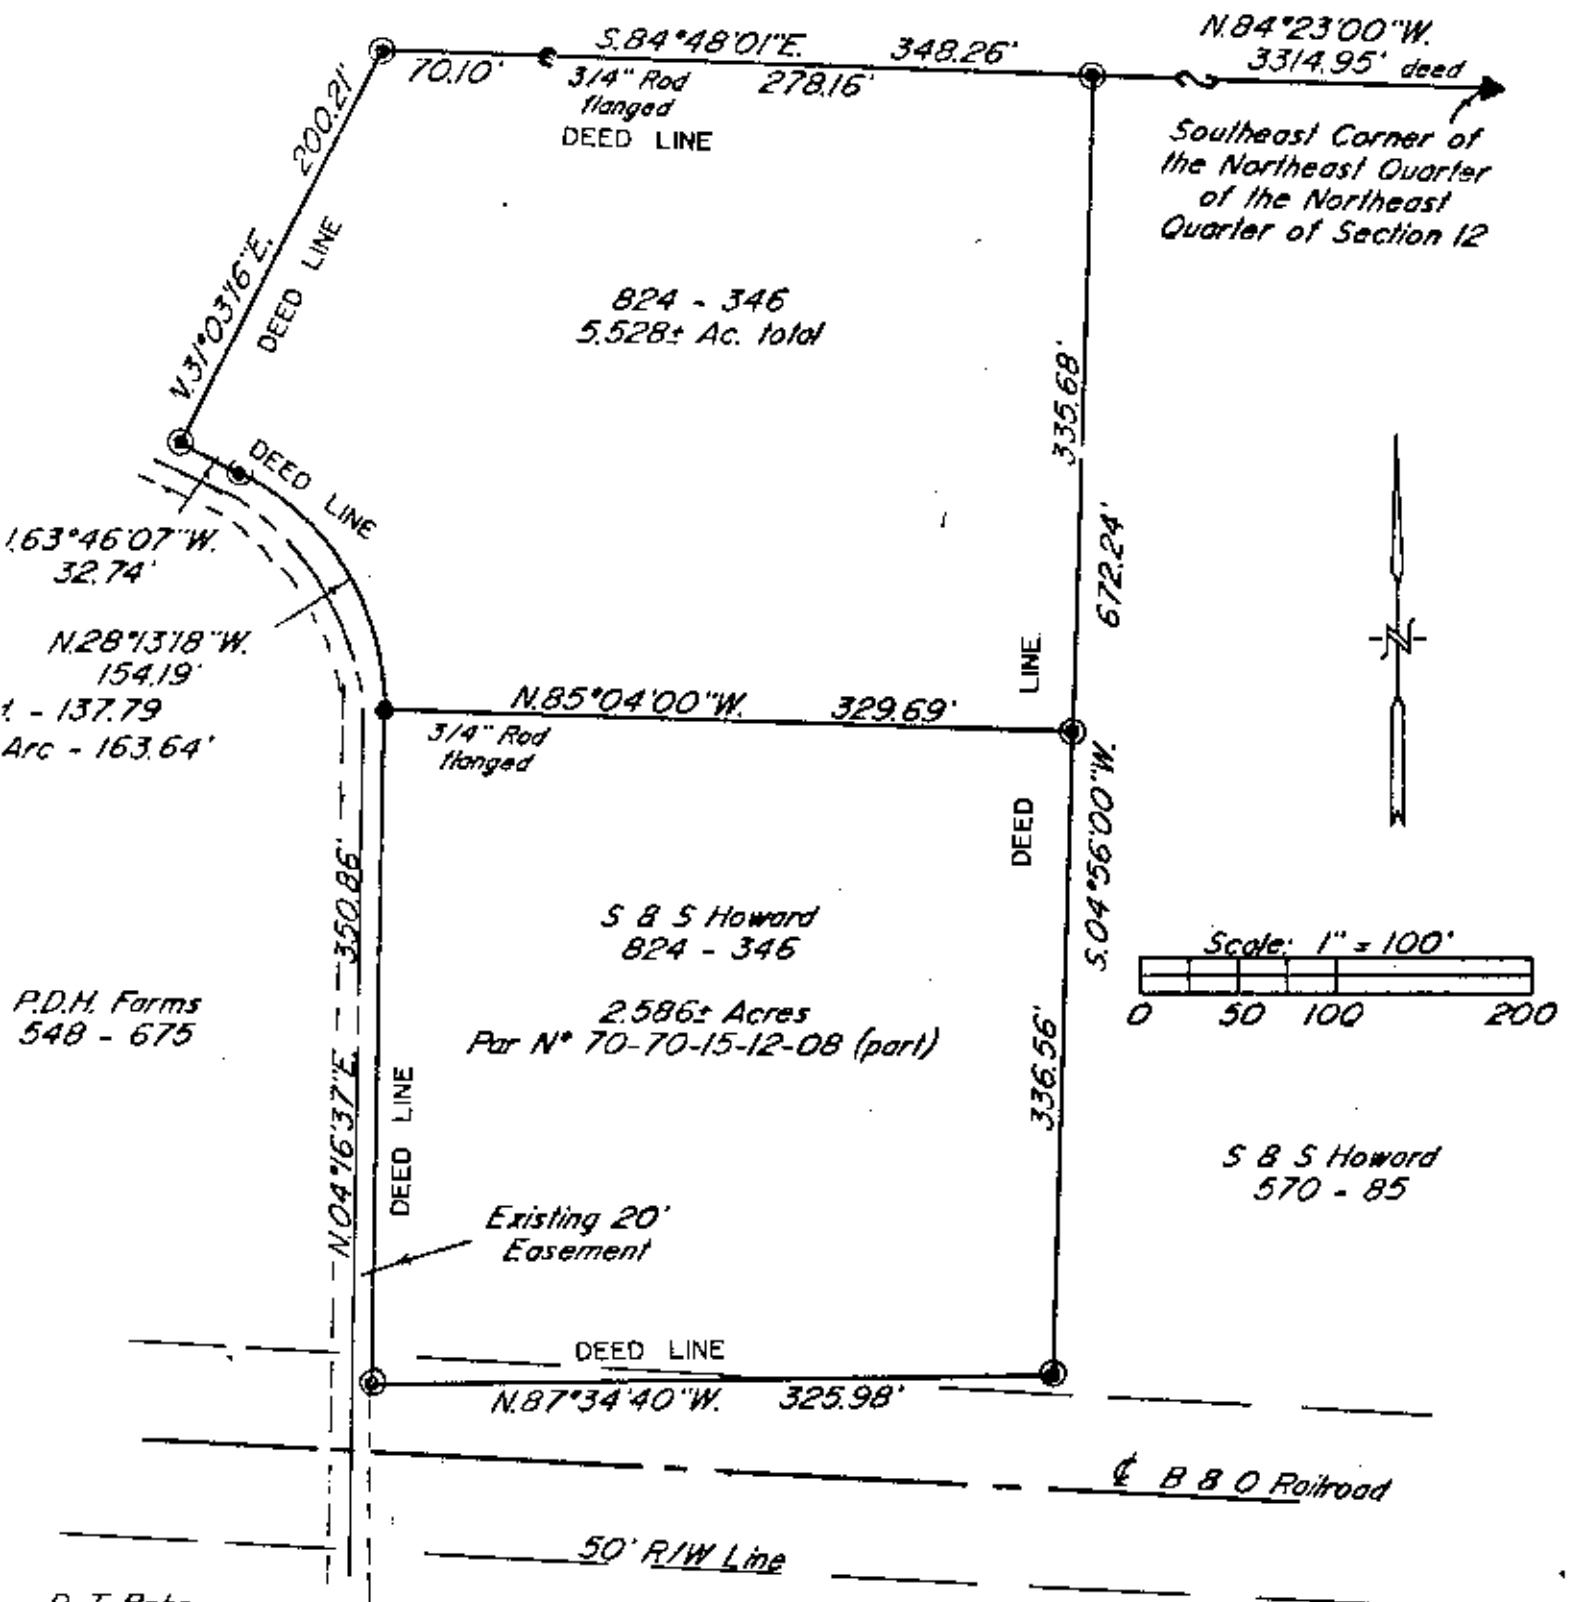 N.84°23'00"W.
3314.95' deed
S.84°48'01"E. 348.26'
70.10'
3/4" Rod
flanged
278.16'
DEED LINE
Southeast Corner of
the Northeast Quarter
of the Northeast
Quarter of Section 12
200.21'
N.31°03'16"E.
DEED LINE
824 - 346
5.528± Ac. total
335.68'
DEED LINE
63°46'07"W.
32.74'
672.24'
N.28°13'18"W.
154.19'
- 137.79
Arc - 163.64'
N
LINE
N.85°04'00"W. 329.69'
3/4" Rod
flanged
DEED
S.04°56'00"W.
350.86'
S & S Howard
824 - 346
Scale: 1" = 100'
0 50 100 200
P.D.H. Farms
548 - 675
2.586± Acres
Par Nº 70-70-15-12-08 (part)
336.56'
N.04°16'37"E.
DEED LINE
S & S Howard
570 - 85
Existing 20'
Easement
DEED LINE
N.87°34'40"W. 325.98'
℄ B & O Railroad
50' R/W Line